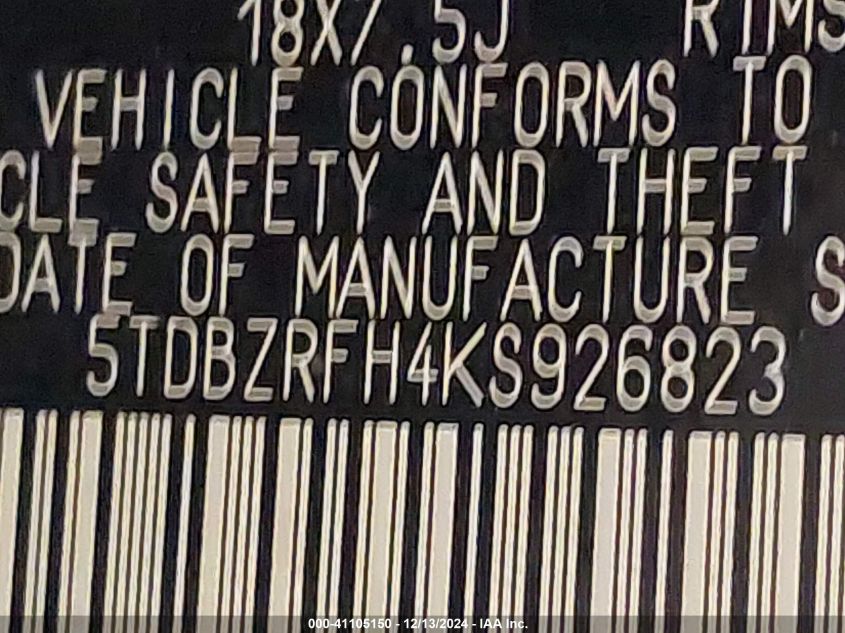 18X7.5J RIMS
VEHICLE CONFORMS TO
CLE SAFETY AND THEFT
DATE OF MANUFACTURE S
5TDBZRFH4KS926823
000-41105150 - 12/13/2024 - IAA Inc.